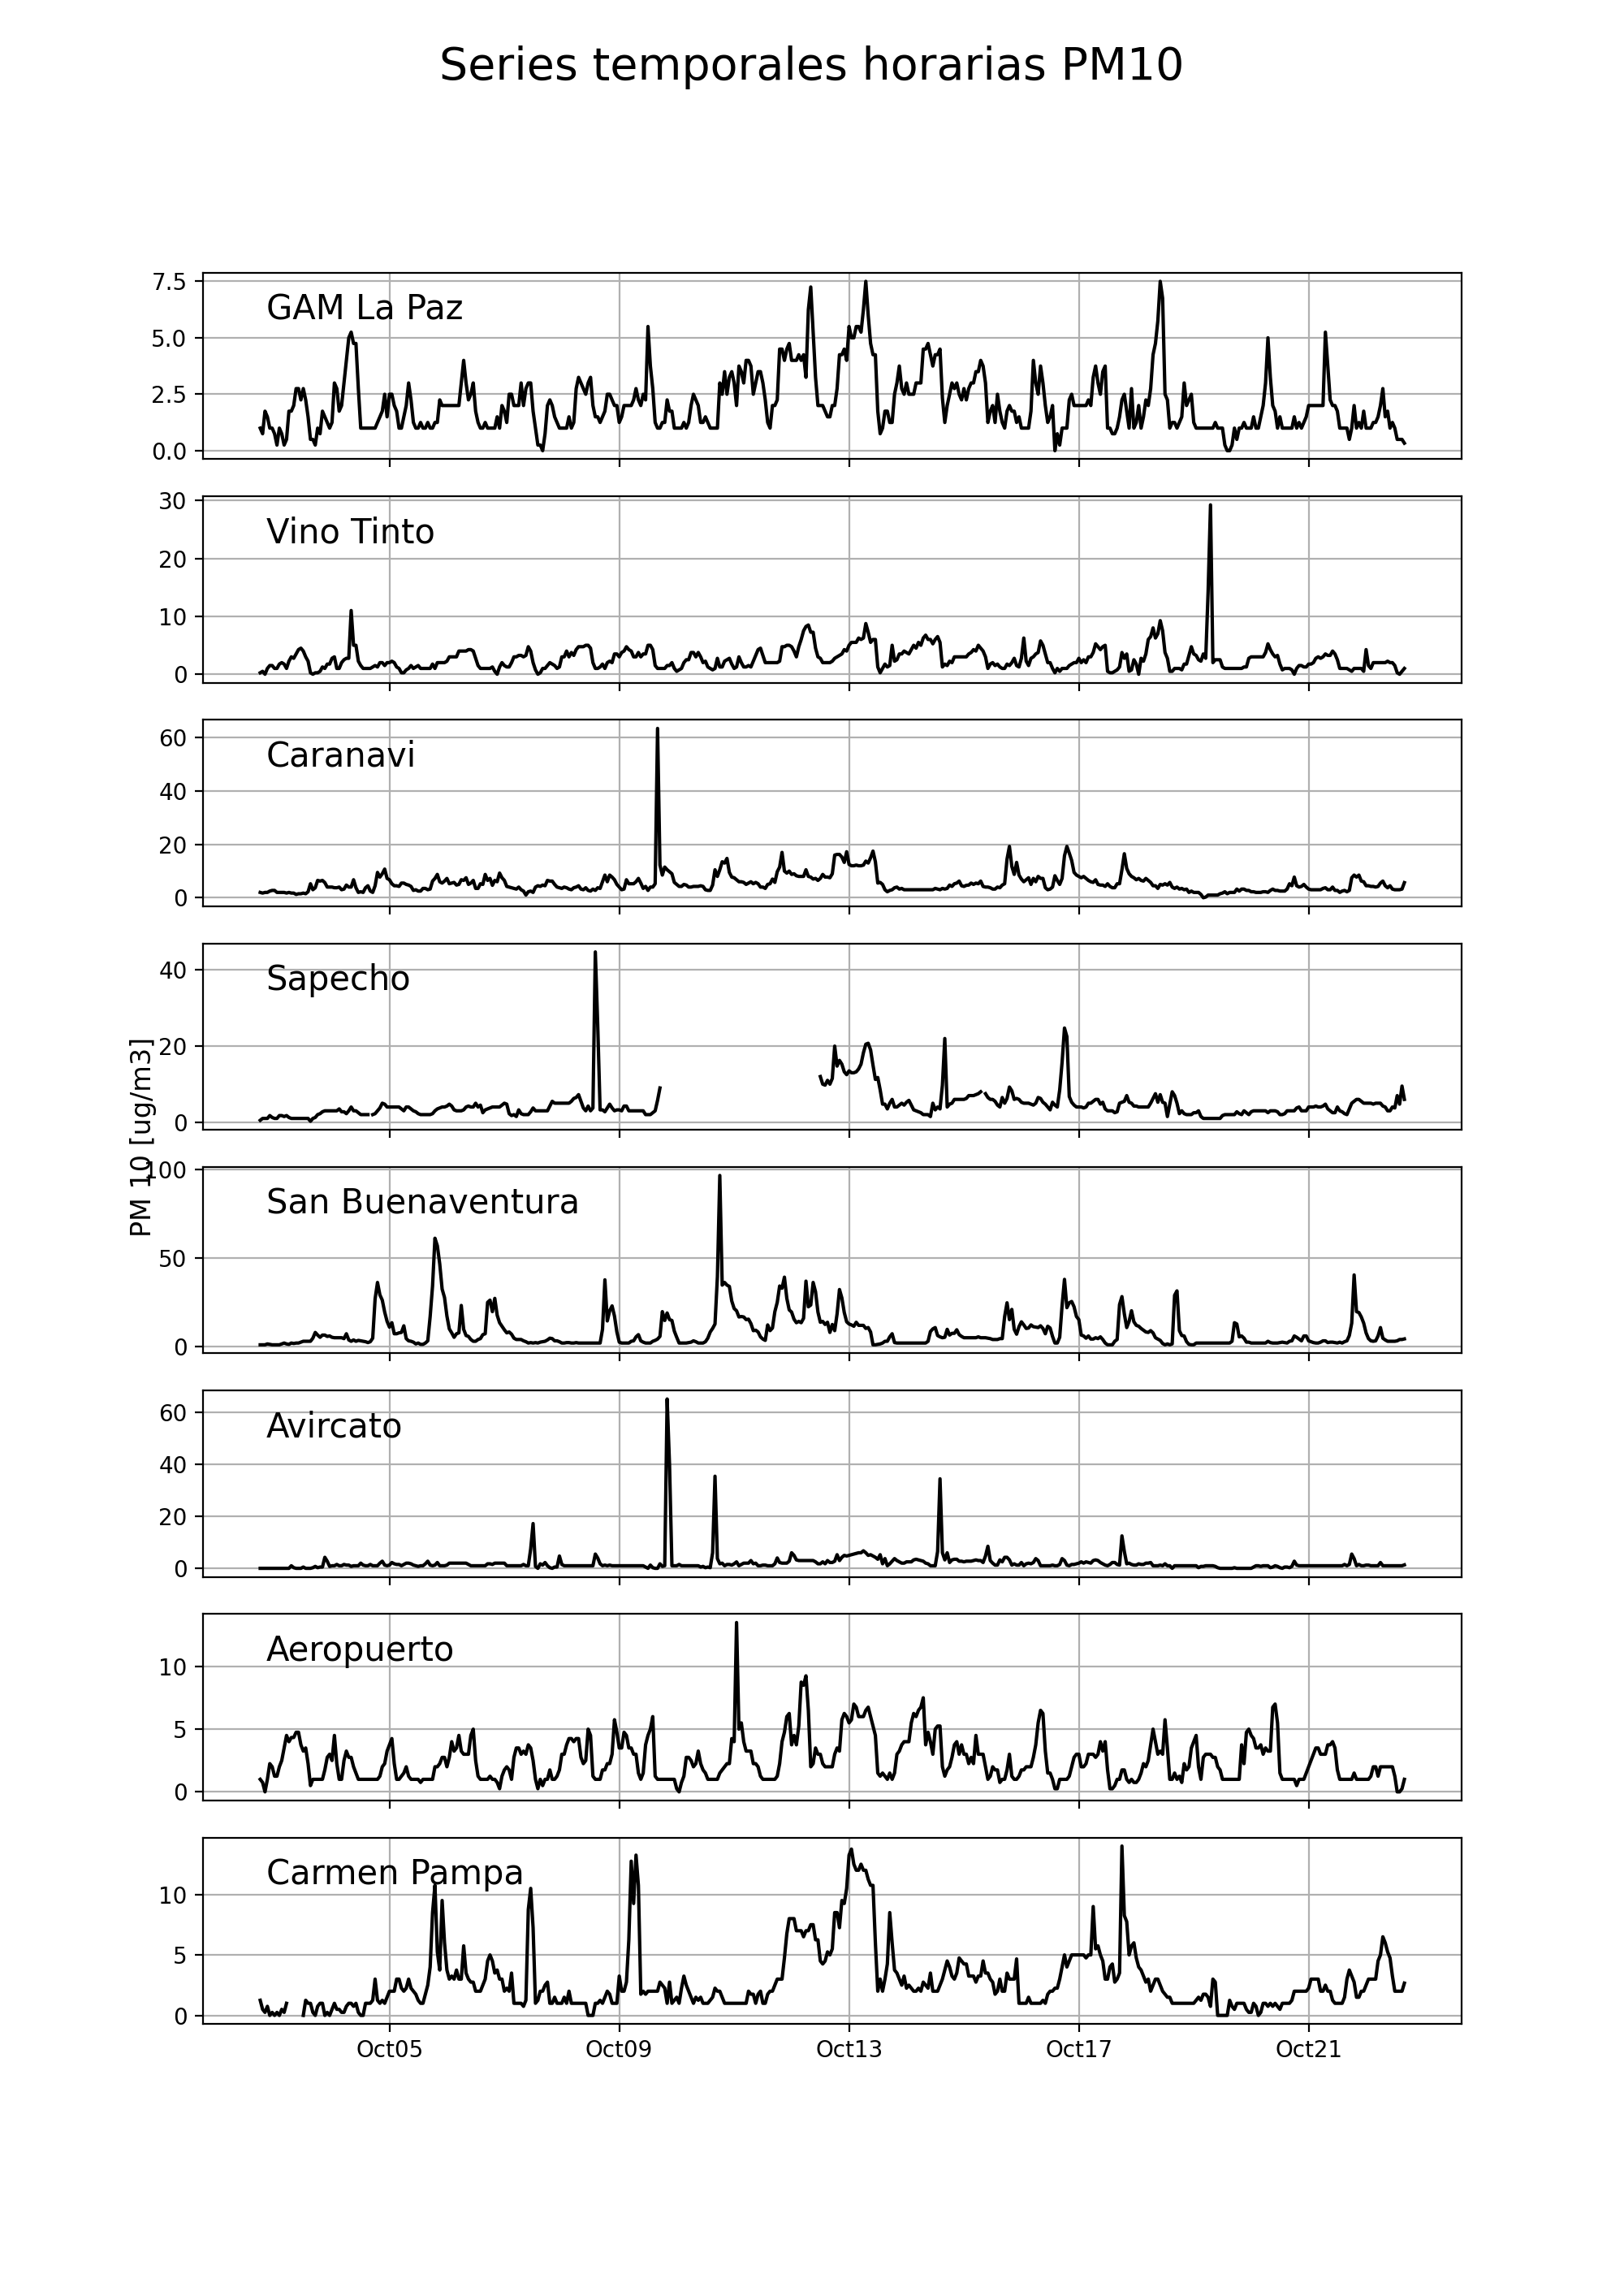 Series temporales horarias PM10
7.5
5.0
2.5
0.0
GAM La Paz
30
20
10
0
Vino Tinto
60
40
20
0
Caranavi
40
20
0
Sapecho
PM 10 [ug/m3]
100
50
0
San Buenaventura
60
40
20
0
Avircato
10
5
0
Aeropuerto
10
5
0
Carmen Pampa
Oct05 Oct09 Oct13 Oct17 Oct21